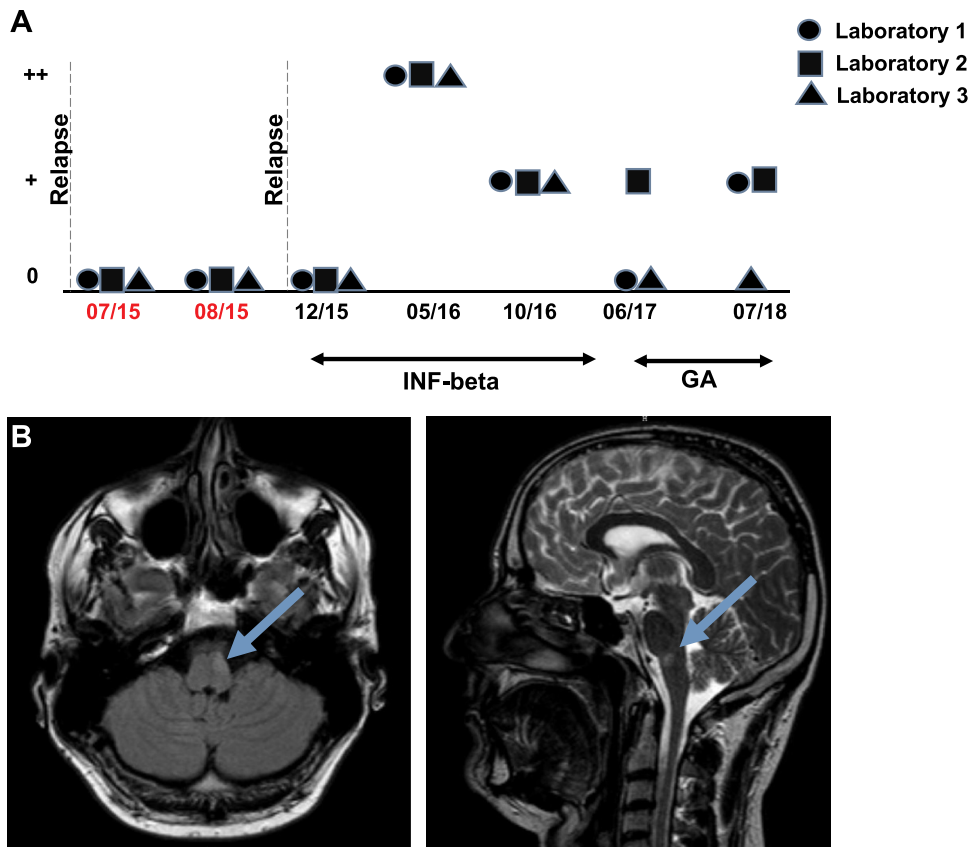 A
Laboratory 1
Laboratory 2
Laboratory 3
++
+
0
Relapse
Relapse
07/15 08/15 12/15 05/16 10/16 06/17 07/18
INF-beta
GA
B